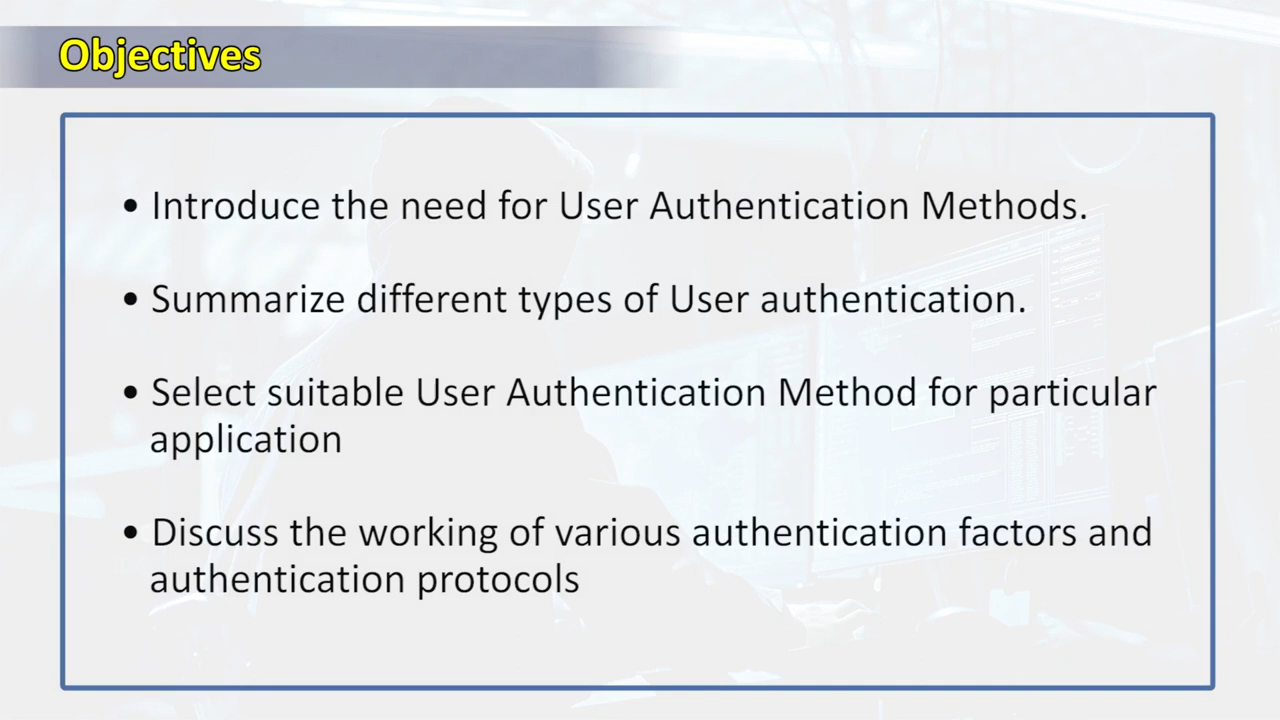 Objectives
• Introduce the need for User Authentication Methods.
• Summarize different types of User authentication.
• Select suitable User Authentication Method for particular
application
• Discuss the working of various authentication factors and
authentication protocols